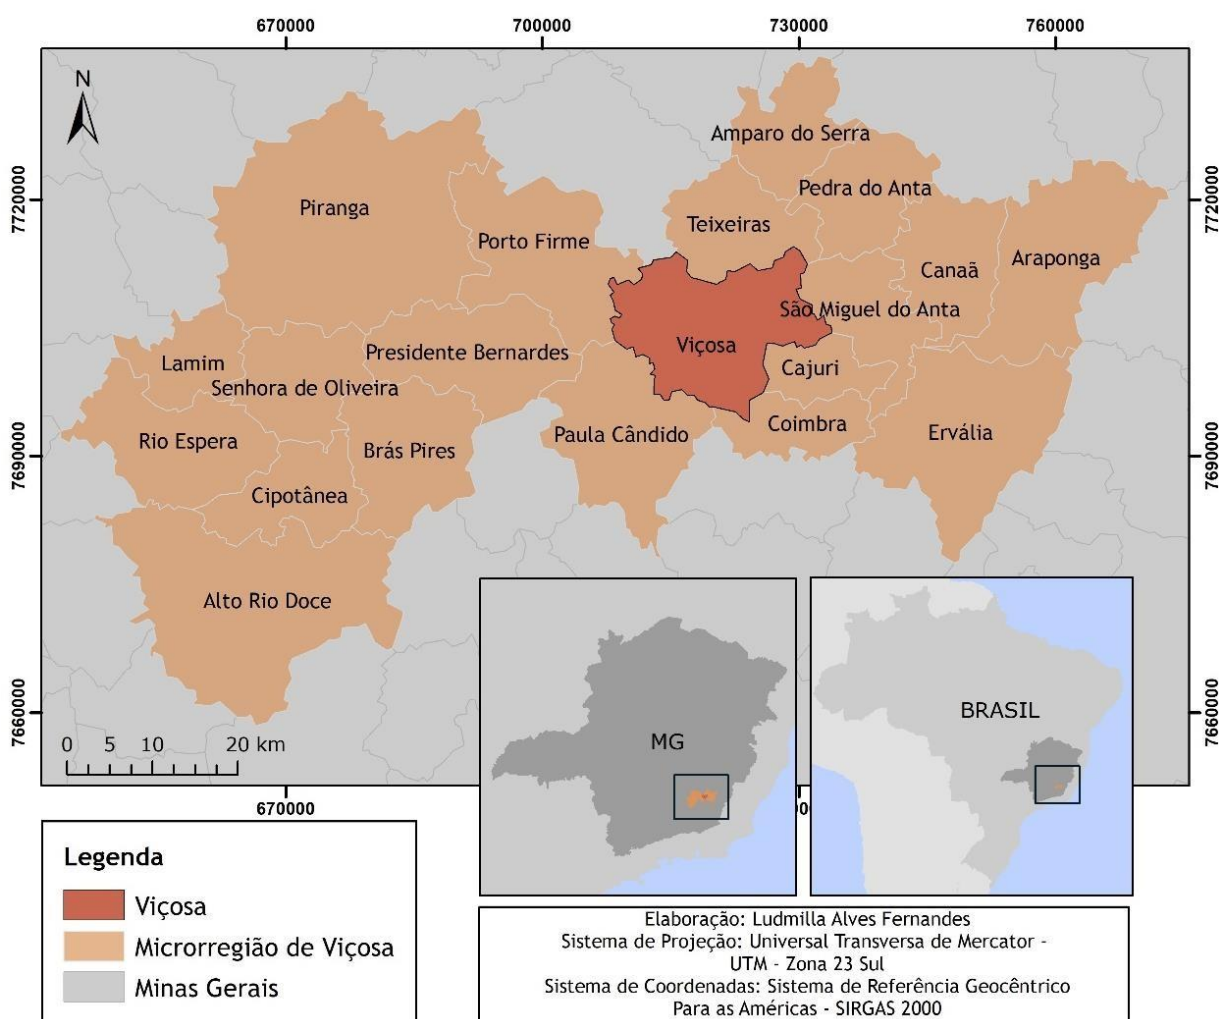 670000
700000
730000
760000
N
7720000
7720000
Amparo do Serra
Pedra do Anta
Piranga
Teixeiras
Porto Firme
Araponga
Canaã
São Miguel do Anta
Viçosa
Presidente Bernardes
Lamim
Cajuri
Senhora de Oliveira
Coimbra
Ervália
Paula Cândido
Rio Espera
Brás Pires
7690000
7690000
Cipotânea
Alto Rio Doce
7660000
7660000
BRASIL
MG
0 5 10 20 km
670000
Legenda
Viçosa
Microrregião de Viçosa
Minas Gerais
Elaboração: Ludmilla Alves Fernandes
Sistema de Projeção: Universal Transversa de Mercator -
UTM - Zona 23 Sul
Sistema de Coordenadas: Sistema de Referência Geocêntrico
Para as Américas - SIRGAS 2000